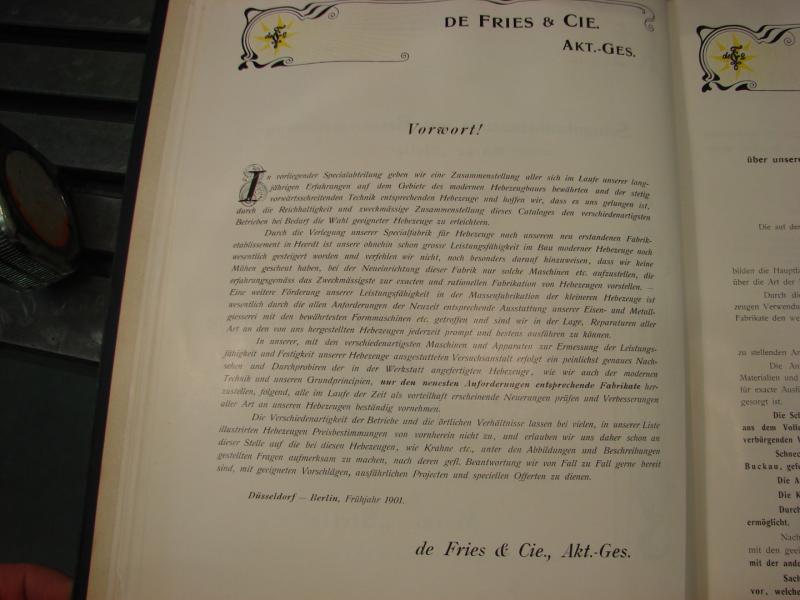 DE FRIES & CIE.
AKT.-GES.
Vorwort!
In vorliegender Specialabteilung geben wir eine Zusammenstellung aller sich im Laufe unserer lang-
jährigen Erfahrungen auf dem Gebiete des modernen Hebezeugbaues bewährten und der stetig
vorwärtsschreitenden Technik entsprechenden Hebezeuge und hoffen wir, dass es uns gelungen ist,
durch die Reichhaltigkeit und zweckmässige Zusammenstellung dieses Cataloges den verschiedenartigsten
Betrieben bei Bedarf die Wahl geeigneter Hebezeuge zu erleichtern.
Durch die Verlegung unserer Specialfabrik für Hebezeuge nach unserem neu erstandenen Fabrik-
etablissement in Heerdt ist unsere ohnehin schon grosse Leistungsfähigkeit im Bau moderner Hebezeuge noch
wesentlich gesteigert worden und verfehlen wir nicht, noch besonders darauf hinzuweisen, dass wir keine
Mühen gescheut haben, bei der Neueinrichtung dieser Fabrik nur solche Maschinen etc. aufzustellen, die
erfahrungsgemäss das Zweckmässigste zur exacten und rationellen Fabrikation von Hebezeugen vorstellen. —
Eine weitere Förderung unserer Leistungsfähigkeit in der Massenfabrikation der kleineren Hebezeuge ist
wesentlich durch die allen Anforderungen der Neuzeit entsprechende Ausstattung unserer Eisen- und Metall-
giesserei mit den bewährtesten Formmaschinen etc. getroffen und sind wir in der Lage, Reparaturen aller
Art an den von uns hergestellten Hebezeugen jederzeit prompt und bestens ausführen zu können.
In unserer, mit den verschiedenartigsten Maschinen und Apparaten zur Ermessung der Leistungs-
fähigkeit und Festigkeit unserer Hebezeuge ausgestatteten Versuchsanstalt erfolgt ein peinlichst genaues Nach-
sehen und Durchprobiren der in der Werkstatt angefertigten Hebezeuge, wie wir auch der modernen
Technik und unseren Grundprincipien, nur den neuesten Anforderungen entsprechende Fabrikate her-
zustellen, folgend, alle im Laufe der Zeit als vorteilhaft erscheinende Neuerungen prüfen und Verbesserungen
aller Art an unseren Hebezeugen beständig vornehmen.
Die Verschiedenartigkeit der Betriebe und die örtlichen Verhältnisse lassen bei vielen, in unserer Liste
illustrirten Hebezeugen Preisbestimmungen von vornherein nicht zu, und erlauben wir uns daher schon an
dieser Stelle auf die bei diesen Hebezeugen, wie Krahne etc., unter den Abbildungen und Beschreibungen
gestellten Fragen aufmerksam zu machen, nach deren gefl. Beantwortung wir von Fall zu Fall gerne bereit
sind, mit geeigneten Vorschlägen, ausführlichen Projecten und speciellen Offerten zu dienen.
Düsseldorf — Berlin, Frühjahr 1901.
de Fries & Cie., Akt.-Ges.
über unsere
Die auf der
bilden die Hauptla
über die Art der
Durch die
zeugen Verwendu
Fabrikate den we
zu stellenden An
Die An
Materialien und
für exacte Ausfü
gesorgt ist.
Die Sch
aus dem Volle
verbürgenden V
Schnec
Buckau, gefu
Die A
Die K
Durch
ermöglicht.
Nach
mit den geei
mit der ande
Sach
vor, welche